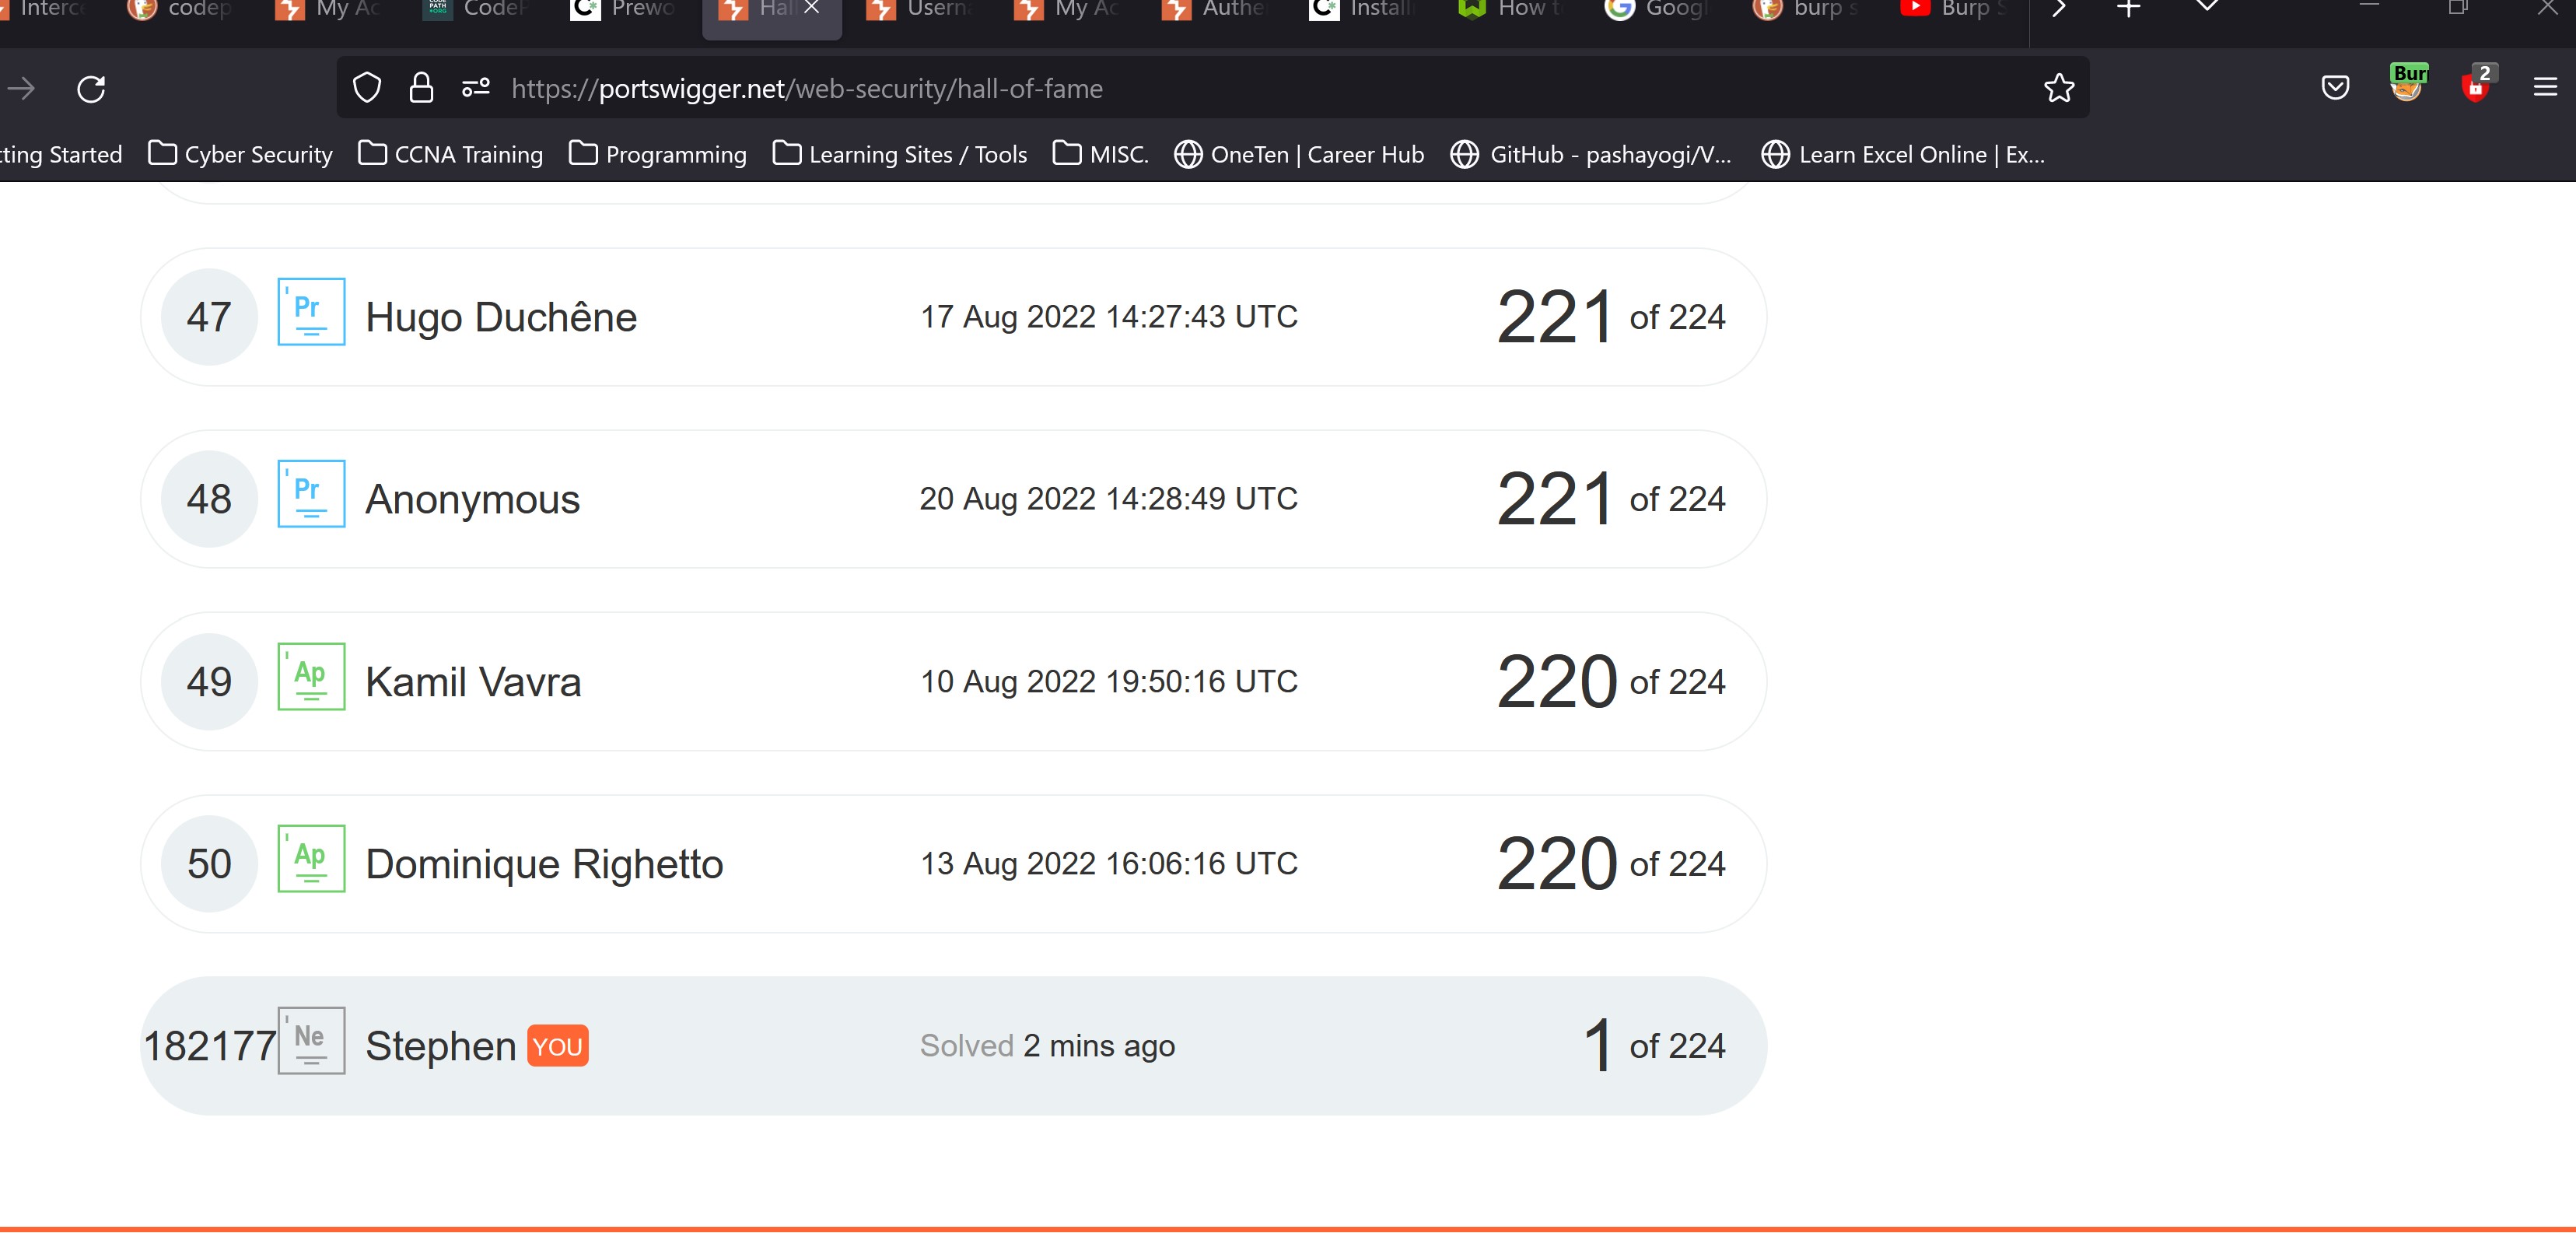 codep
My Ac
CodeP
Prewo
Hall
Userna
My Ac
Authe
Install
How t
Googl
burp s
Burp S
https://portswigger.net/web-security/hall-of-fame
Bur
2
tting Started
Cyber Security
CCNA Training
Programming
Learning Sites / Tools
MISC.
OneTen | Career Hub
GitHub - pashayogi/V...
Learn Excel Online | Ex...
47 Pr Hugo Duchêne 17 Aug 2022 14:27:43 UTC 221 of 224
48 Pr Anonymous 20 Aug 2022 14:28:49 UTC 221 of 224
49 Ap Kamil Vavra 10 Aug 2022 19:50:16 UTC 220 of 224
50 Ap Dominique Righetto 13 Aug 2022 16:06:16 UTC 220 of 224
182177 Ne Stephen YOU Solved 2 mins ago 1 of 224